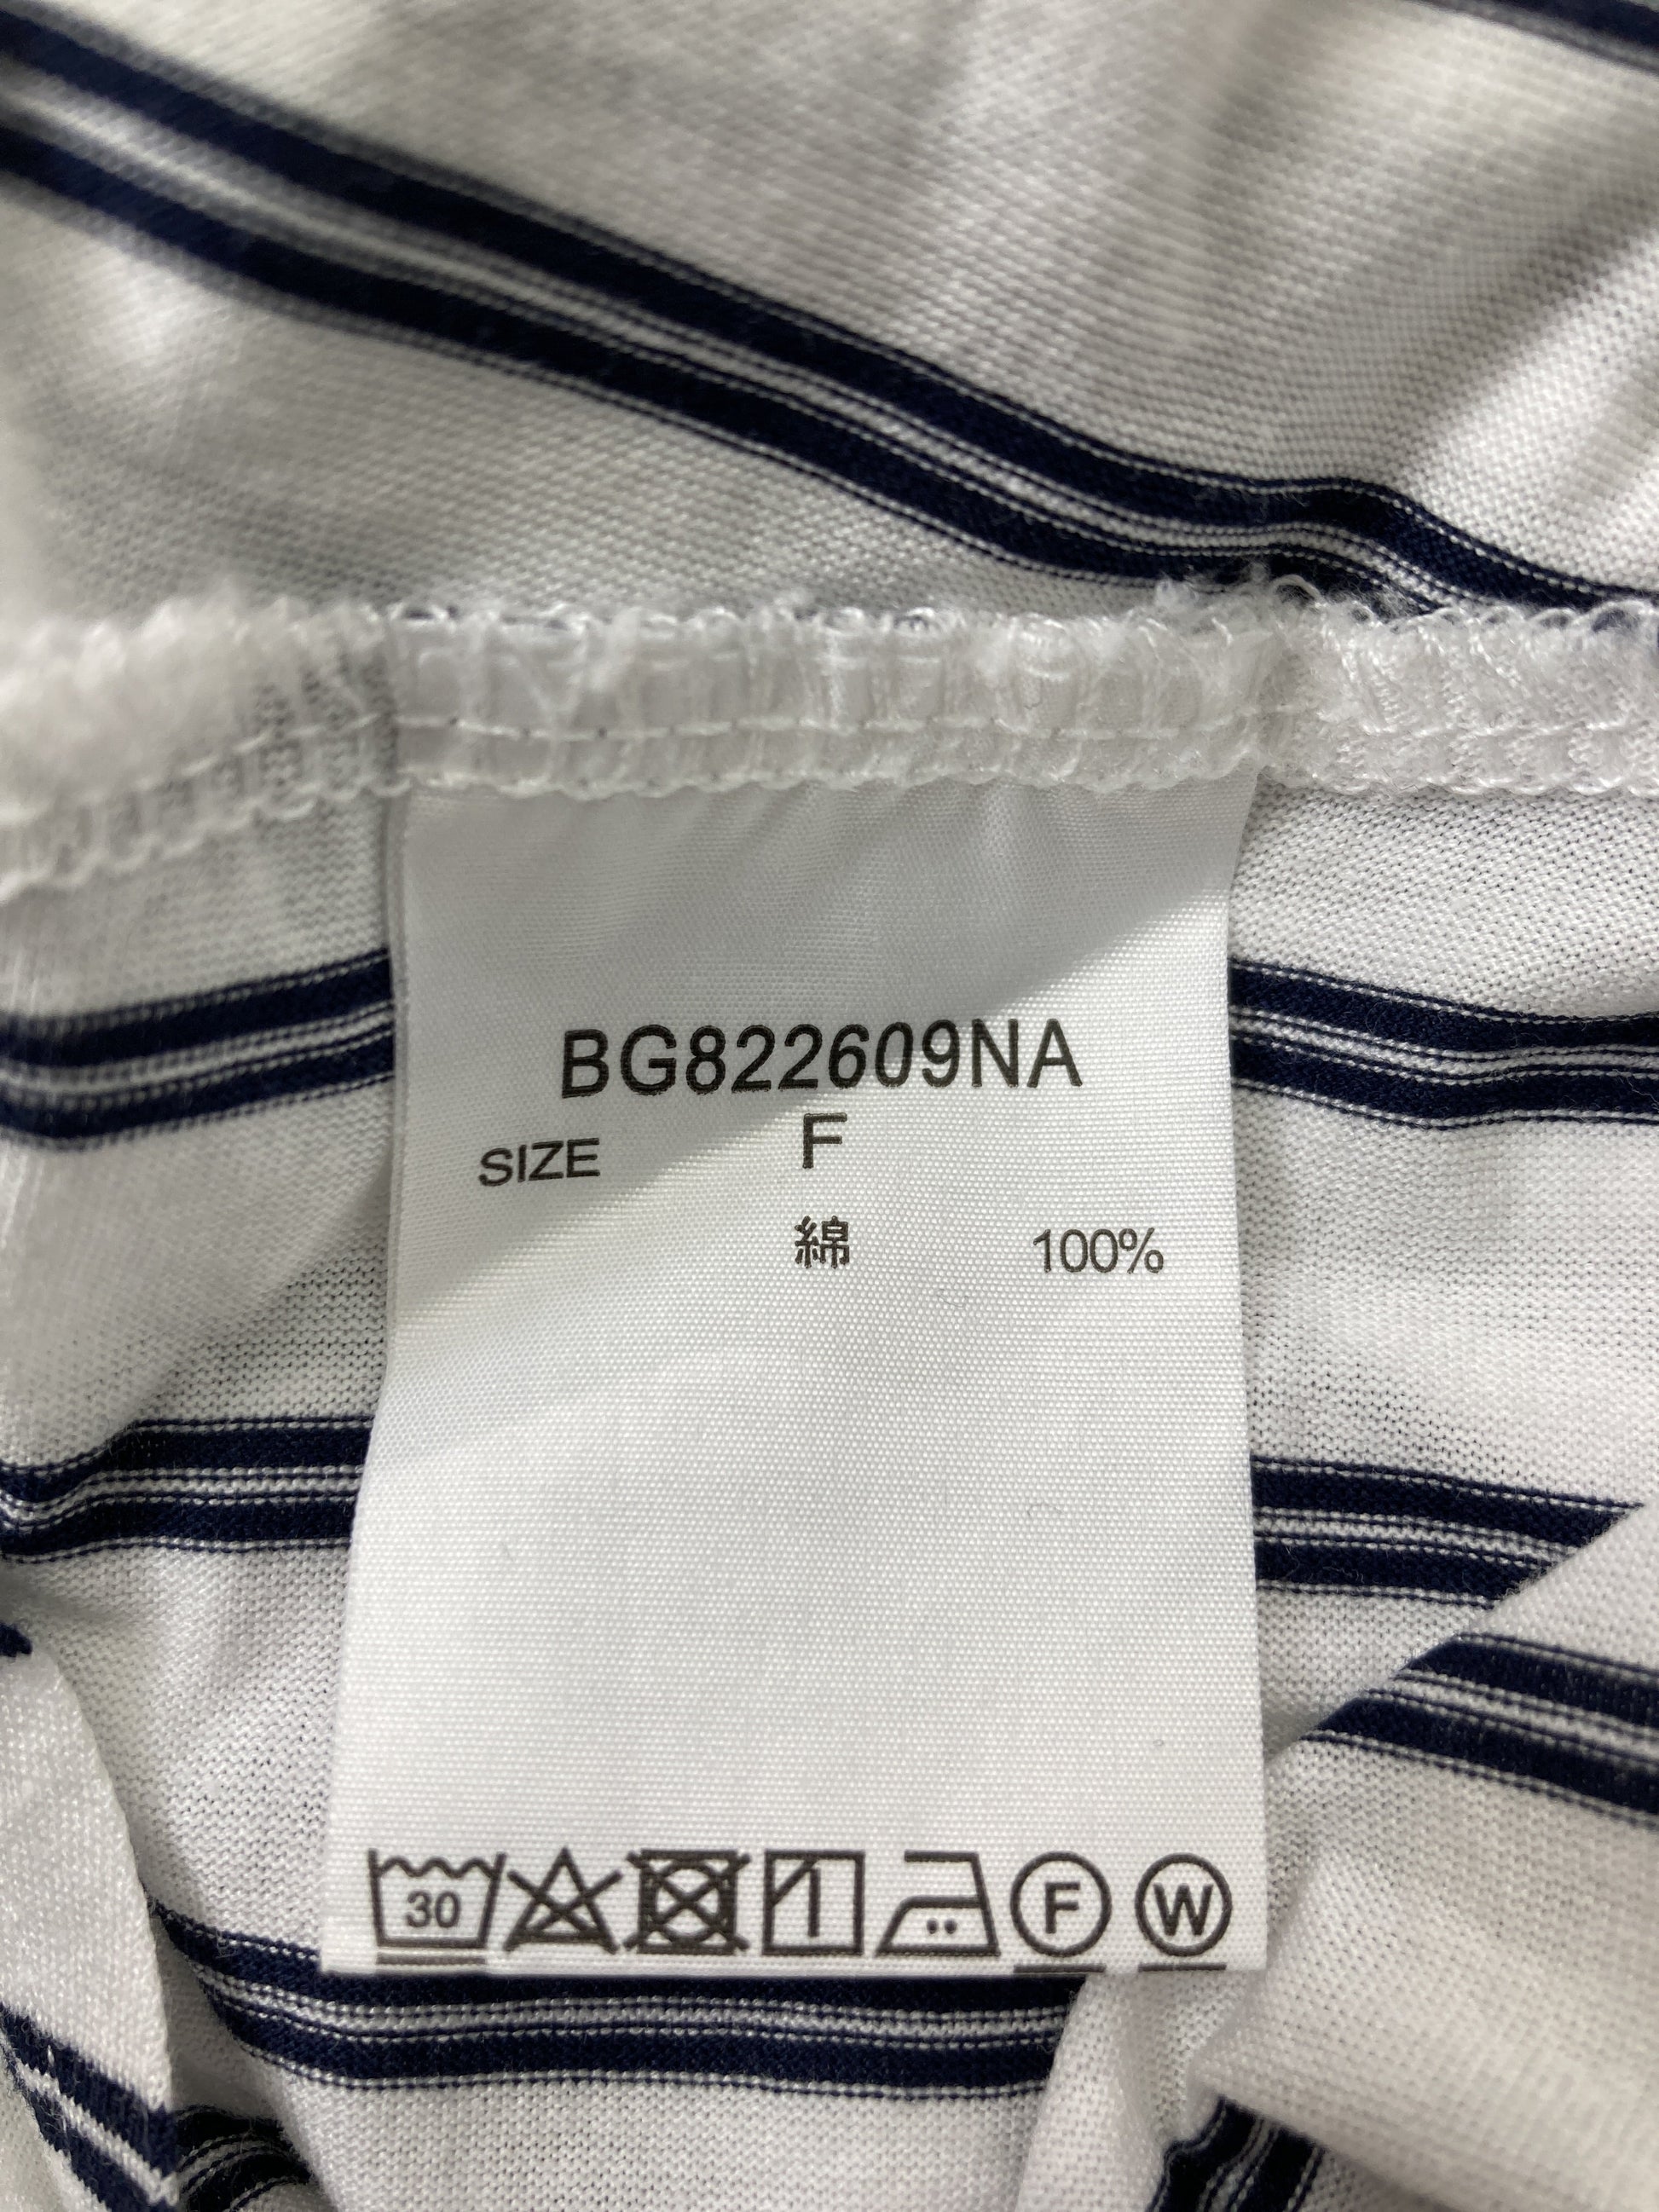 BG822609NA
SIZE F
綿 100%
30 F W